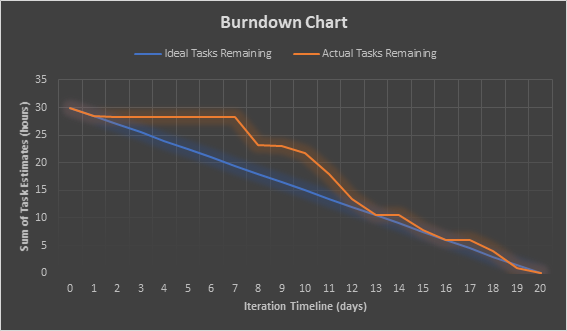 Burndown Chart
Ideal Tasks Remaining Actual Tasks Remaining
Sum of Task Estimates (hours)
35
30
25
20
15
10
5
0
0 1 2 3 4 5 6 7 8 9 10 11 12 13 14 15 16 17 18 19 20
Iteration Timeline (days)